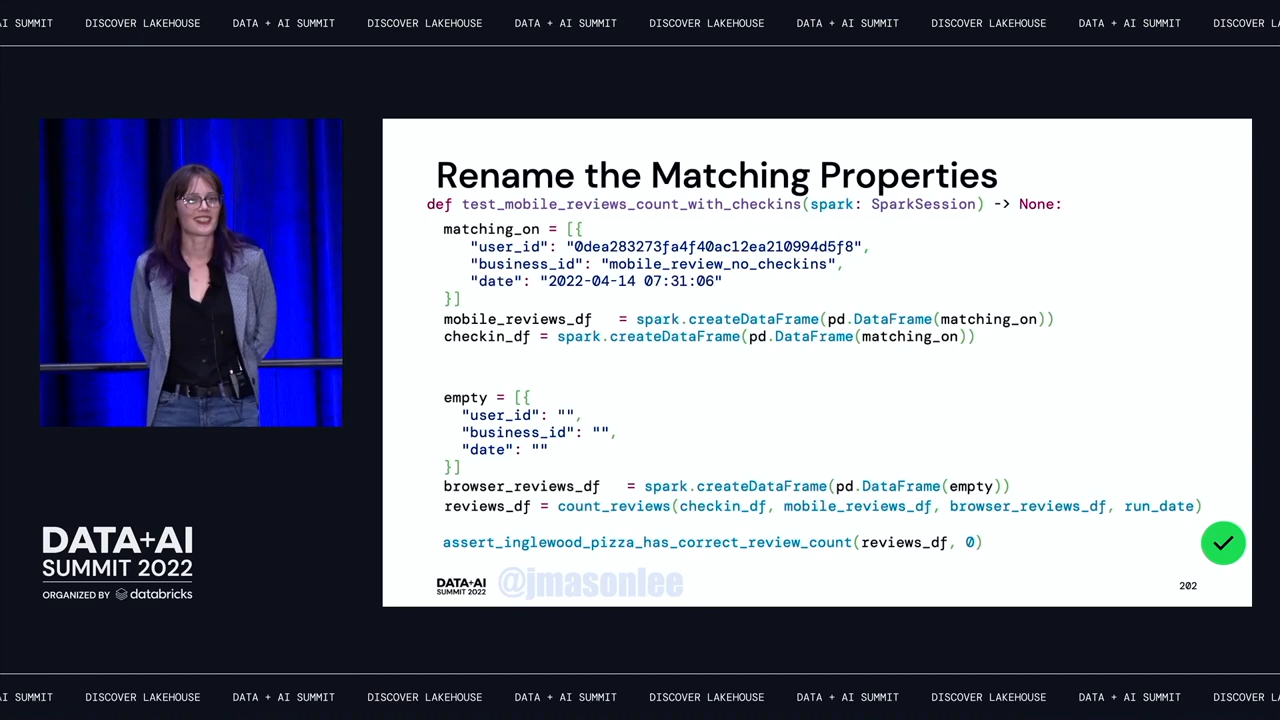 AI SUMMIT DISCOVER LAKEHOUSE DATA + AI SUMMIT DISCOVER LAKEHOUSE DATA + AI SUMMIT DISCOVER LAKEHOUSE DATA + AI SUMMIT DISCOVER LAKEHOUSE DATA + AI SUMMIT DISCOVER LA
Rename the Matching Properties
def test_mobile_reviews_count_with_checkins(spark: SparkSession) -> None:
matching_on = [{
"user_id": "0dea283273fa4f40ac12ea210994d5f8",
"business_id": "mobile_review_no_checkins",
"date": "2022-04-14 07:31:06"
}]
mobile_reviews_df = spark.createDataFrame(pd.DataFrame(matching_on))
checkin_df = spark.createDataFrame(pd.DataFrame(matching_on))
empty = [{
"user_id": "",
"business_id": "",
"date": ""
}]
browser_reviews_df = spark.createDataFrame(pd.DataFrame(empty))
reviews_df = count_reviews(checkin_df, mobile_reviews_df, browser_reviews_df, run_date)
assert_inglewood_pizza_has_correct_review_count(reviews_df, 0)
DATA+AI
SUMMIT 2022
@jmasonlee
202
DATA+AI
SUMMIT 2022
ORGANIZED BY databricks
AI SUMMIT DISCOVER LAKEHOUSE DATA + AI SUMMIT DISCOVER LAKEHOUSE DATA + AI SUMMIT DISCOVER LAKEHOUSE DATA + AI SUMMIT DISCOVER LAKEHOUSE DATA + AI SUMMIT DISCOVER LA